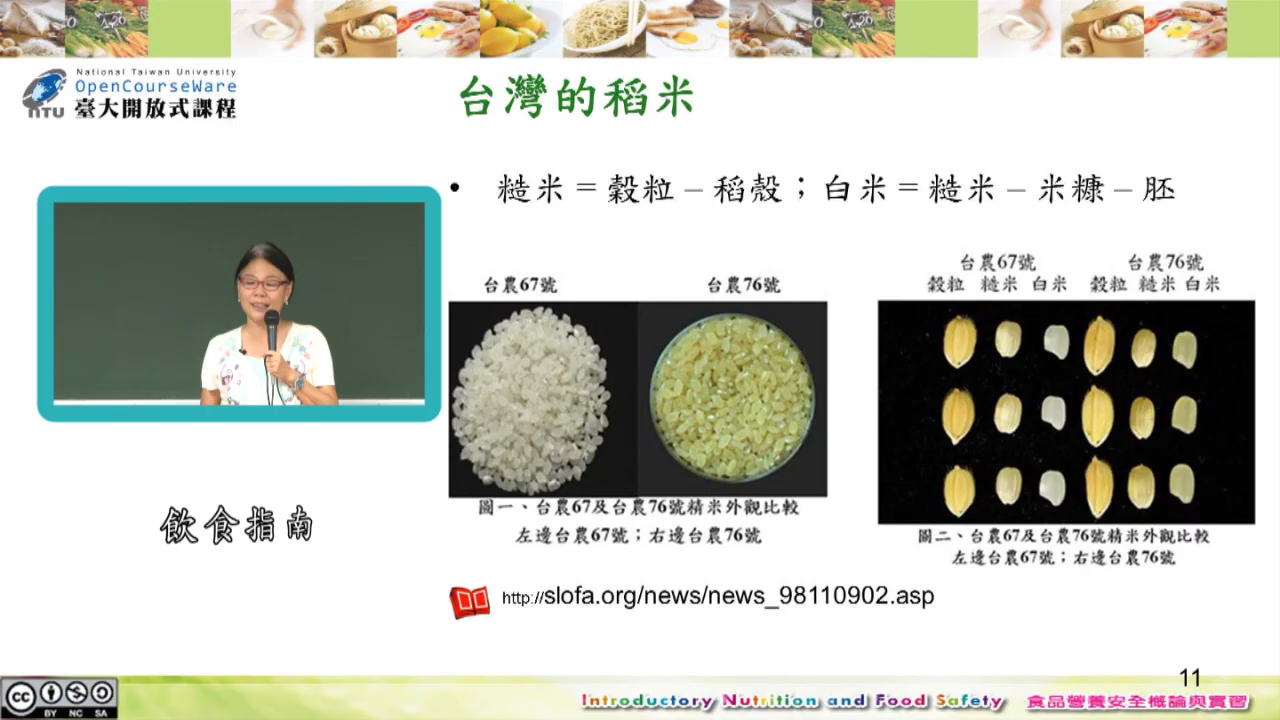 National Taiwan University
OpenCourseWare
NTU 臺大開放式課程
台灣的稻米
• 糙米＝穀粒－稻殼；白米＝糙米－米糠－胚
台農67號 台農76號
台農67號 台農76號
穀粒 糙米 白米 穀粒 糙米 白米
圖一、台農67及台農76號精米外觀比較
左邊台農67號；右邊台農76號
圖二、台農67及台農76號精米外觀比較
左邊台農67號；右邊台農76號
飲食指南
http://slofa.org/news/news_98110902.asp
11
cc BY NC SA
Introductory Nutrition and Food Safety 食品營養安全概論與實習